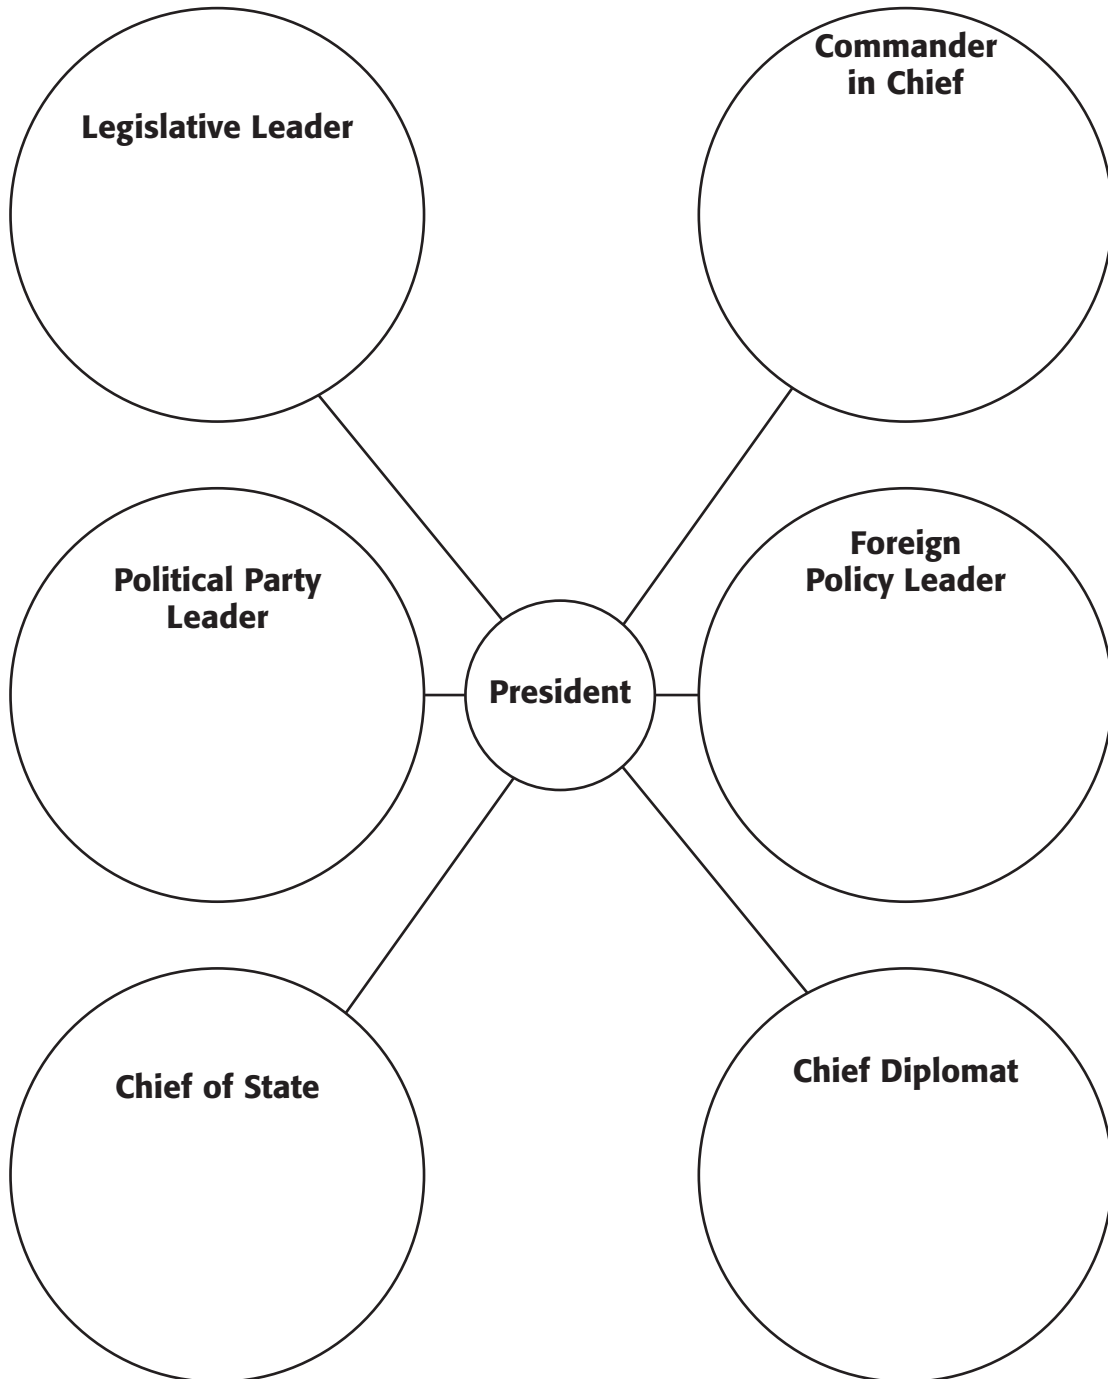 Legislative Leader
Commander
in Chief
Political Party
Leader
Foreign
Policy Leader
President
Chief of State
Chief Diplomat